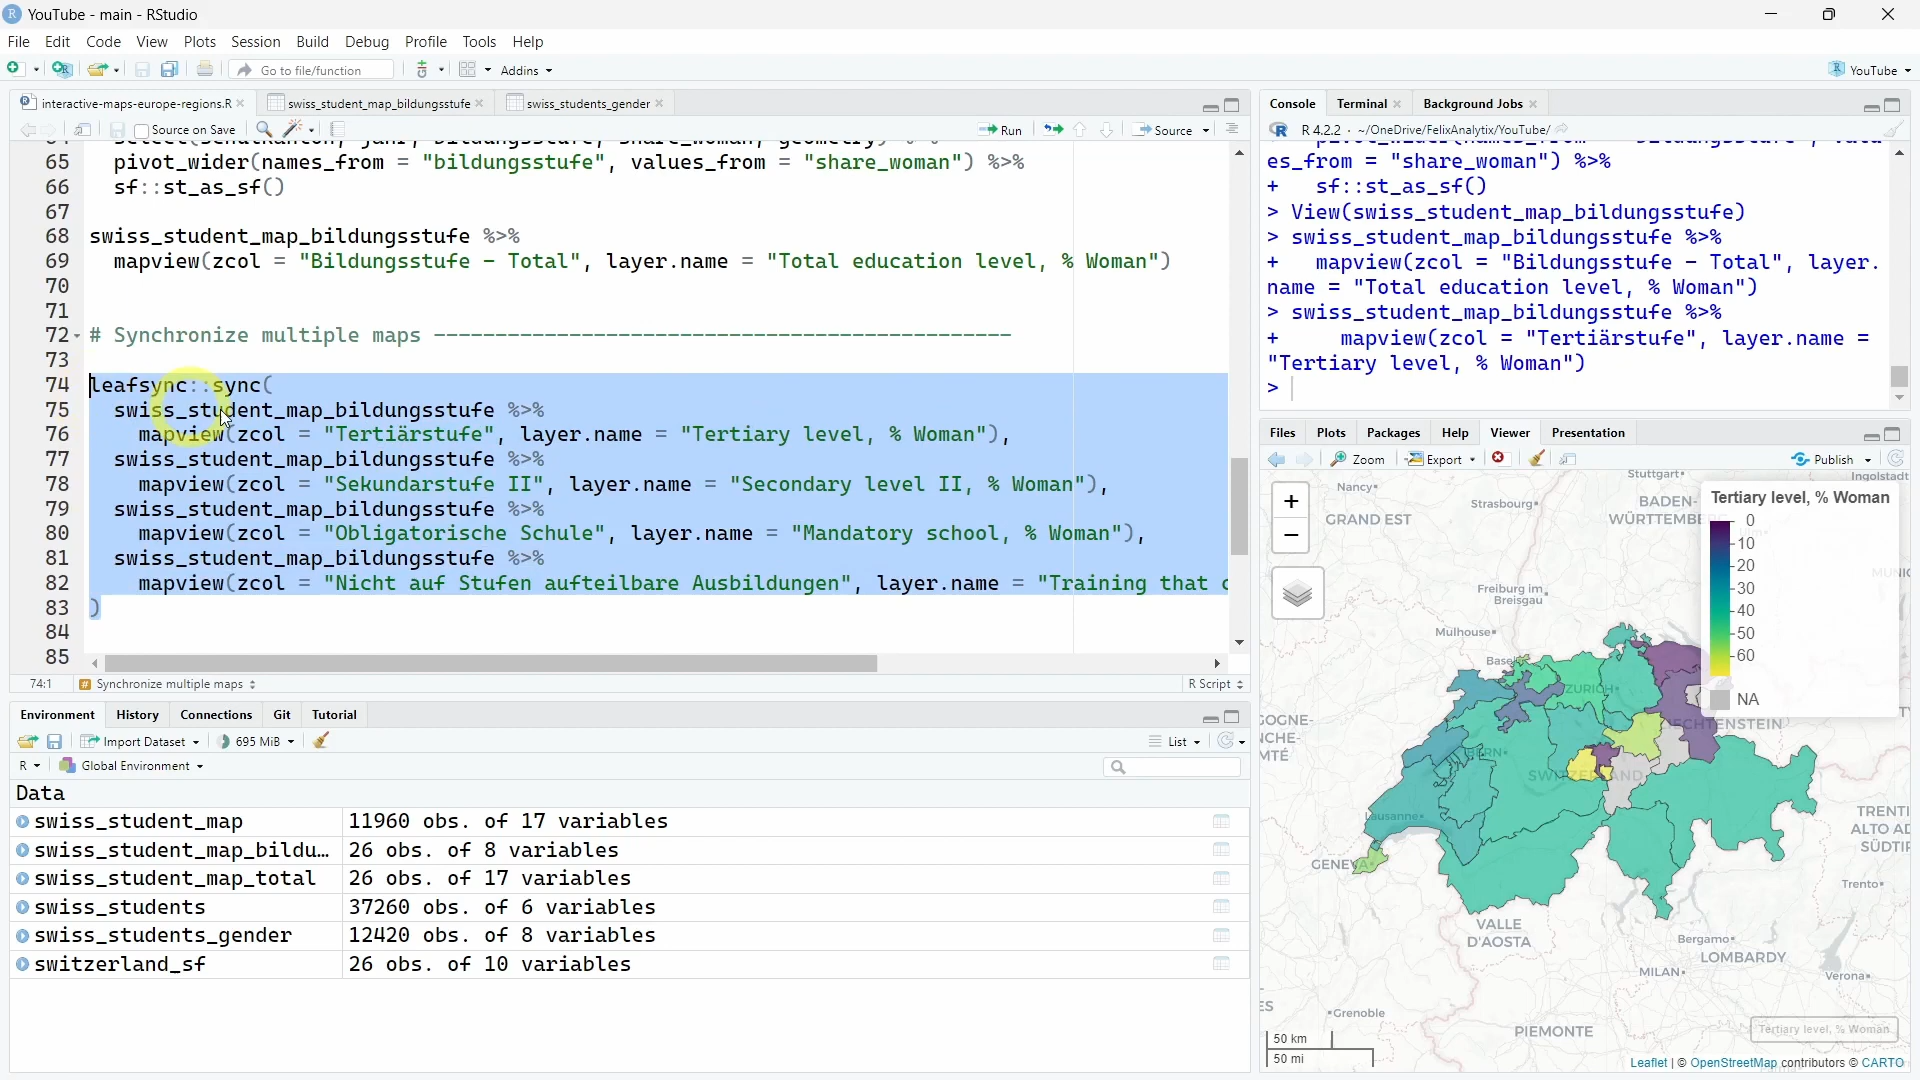 YouTube - main - RStudio
File Edit Code View Plots Session Build Debug Profile Tools Help
Go to file/function
Addins
YouTube
interactive-maps-europe-regions.R
swiss_student_map_bildungsstufe
swiss_students_gender
Source on Save
Run
Source
65 pivot_wider(names_from = "bildungsstufe", values_from = "share_woman") %>%
66 sf::st_as_sf()
67
68 swiss_student_map_bildungsstufe %>%
69 mapview(zcol = "Bildungsstufe - Total", layer.name = "Total education level, % Woman")
70
71
72 # Synchronize multiple maps -----------------------------------------------
73
74 leafsync::sync(
75 swiss_student_map_bildungsstufe %>%
76 mapview(zcol = "Tertiärstufe", layer.name = "Tertiary level, % Woman"),
77 swiss_student_map_bildungsstufe %>%
78 mapview(zcol = "Sekundarstufe II", layer.name = "Secondary level II, % Woman"),
79 swiss_student_map_bildungsstufe %>%
80 mapview(zcol = "Obligatorische Schule", layer.name = "Mandatory school, % Woman"),
81 swiss_student_map_bildungsstufe %>%
82 mapview(zcol = "Nicht auf Stufen aufteilbare Ausbildungen", layer.name = "Training that
83 )
84
85
74:1 # Synchronize multiple maps
R Script
Environment History Connections Git Tutorial
Import Dataset 695 MiB List
R Global Environment
Data
swiss_student_map 11960 obs. of 17 variables
swiss_student_map_bildu… 26 obs. of 8 variables
swiss_student_map_total 26 obs. of 17 variables
swiss_students 37260 obs. of 6 variables
swiss_students_gender 12420 obs. of 8 variables
switzerland_sf 26 obs. of 10 variables
Console Terminal Background Jobs
R 4.2.2 · ~/OneDrive/FelixAnalytix/YouTube/
es_from = "share_woman") %>%
+ sf::st_as_sf()
> View(swiss_student_map_bildungsstufe)
> swiss_student_map_bildungsstufe %>%
+ mapview(zcol = "Bildungsstufe - Total", layer.
name = "Total education level, % Woman")
> swiss_student_map_bildungsstufe %>%
+ mapview(zcol = "Tertiärstufe", layer.name =
"Tertiary level, % Woman")
>
Files Plots Packages Help Viewer Presentation
Zoom Export Publish
+
−
Tertiary level, % Woman
0
10
20
30
40
50
60
NA
Stuttgart
Ingolstadt
Nancy
Strasbourg
GRAND EST
BADEN-
WÜRTTEMBE
MUNIC
Freiburg im
Breisgau
Mulhouse
Basel
ZURICH
LIECHTENSTEIN
BERN
SWITZERLAND
Lausanne
GENEVA
TRENTI
ALTO AD
SÜDTIR
Trento
VALLE
D'AOSTA
Bergamo
LOMBARDY
MILAN
Verona
Grenoble
PIEMONTE
50 km
50 mi
Tertiary level, % Woman
Leaflet | © OpenStreetMap contributors © CARTO